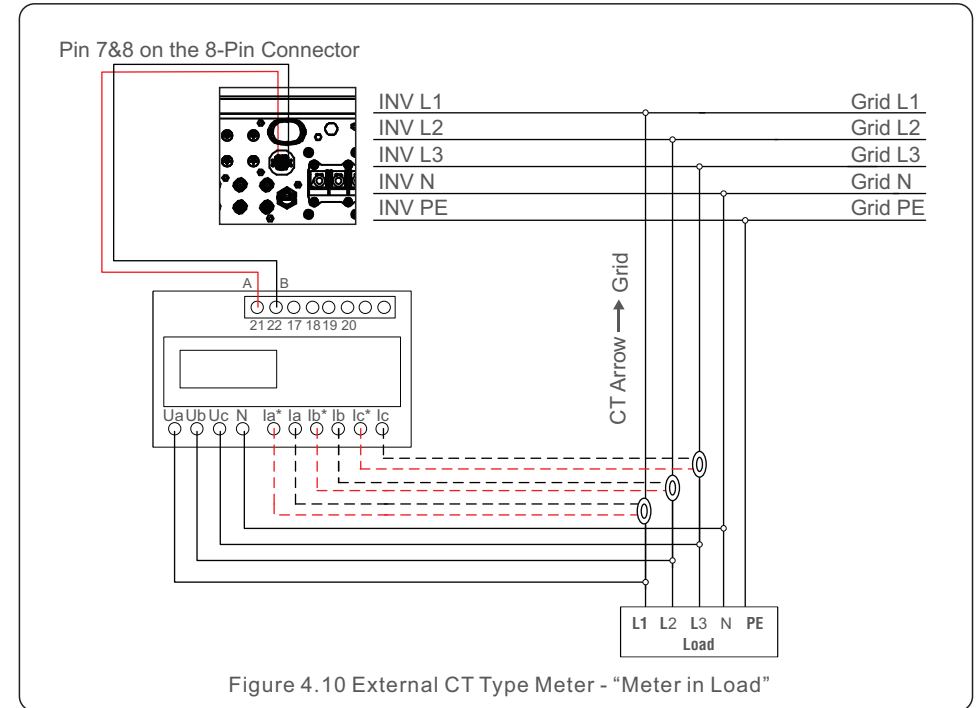 Pin 7&8 on the 8-Pin Connector
INV L1 Grid L1
INV L2 Grid L2
INV L3 Grid L3
INV N Grid N
INV PE Grid PE
CT Arrow → Grid
A B
21 22 17 18 19 20
Ua Ub Uc N Ia* Ia Ib* Ib Ic* Ic
L1 L2 L3 N PE
Load
Figure 4.10 External CT Type Meter - “Meter in Load”